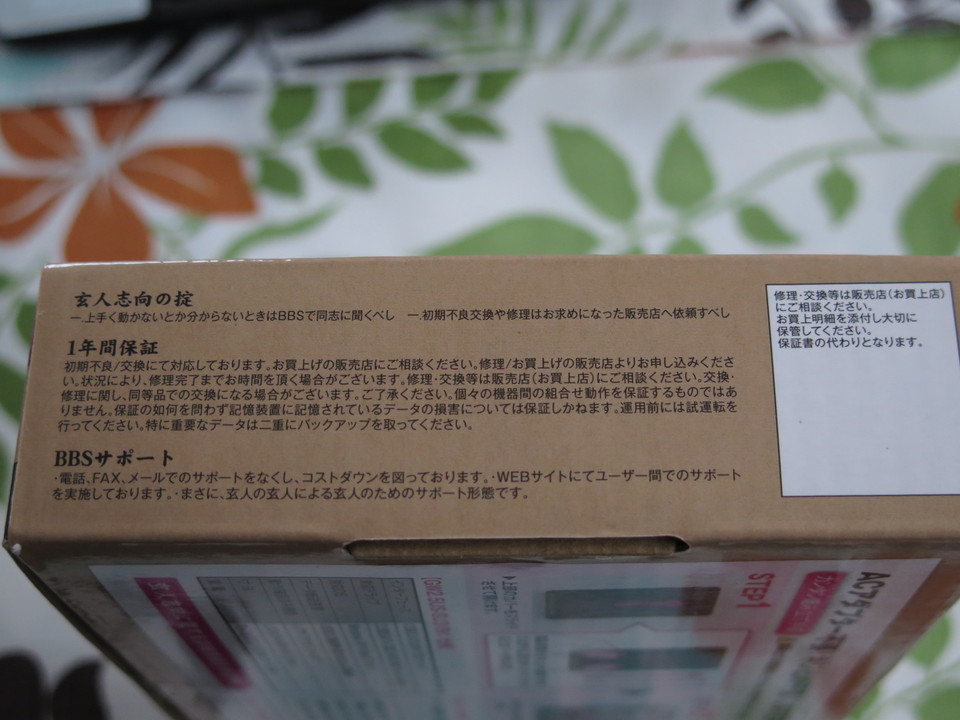 玄人志向の掟
一.上手く動かないとか分からないときはBBSで同志に聞くべし 一.初期不良交換や修理はお求めになった販売店へ依頼すべし
1年間保証
初期不良/交換にて対応しております。お買上げの販売店にご相談ください。修理/お買上げの販売店よりお申し込みくださ
い。状況により、修理完了までお時間を頂く場合がございます。修理・交換等は販売店(お買上店)にご相談ください。交換・
修理に関し、同等品での交換になる場合がございます。ご了承ください。個々の機器間の組合せ動作を保証するものではあ
りません。保証の如何を問わず記憶装置に記憶されているデータの損害については保証しかねます。運用前には試運転を
行ってください。特に重要なデータは二重にバックアップを取ってください。
BBSサポート
・電話、FAX、メールでのサポートをなくし、コストダウンを図っております。・WEBサイトにてユーザー間でのサポート
を実施しております。・まさに、玄人の玄人による玄人のためのサポート形態です。
修理・交換等は販売店(お買上店)
にご相談ください。
お買上明細を添付し大切に
保管してください。
保証書の代わりとなります。
STEP1